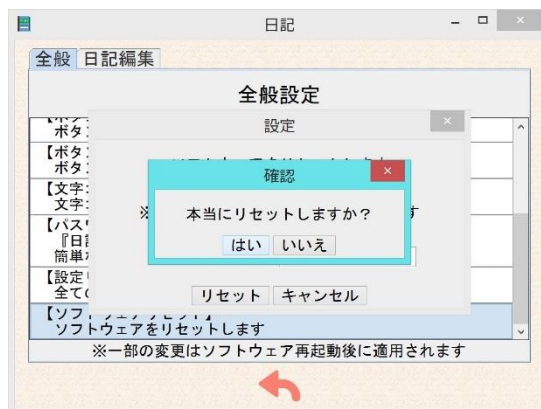 日記
全般 日記編集
全般設定
設定
ボタ
【ボタ
ボタ
【文字:
文字:
確認
本当にリセットしますか?
※
はい いいえ
【パス
『日
簡単
【設定
全て
リセット キャンセル
【ソフトウェアリセット】
ソフトウェアをリセットします
※一部の変更はソフトウェア再起動後に適用されます